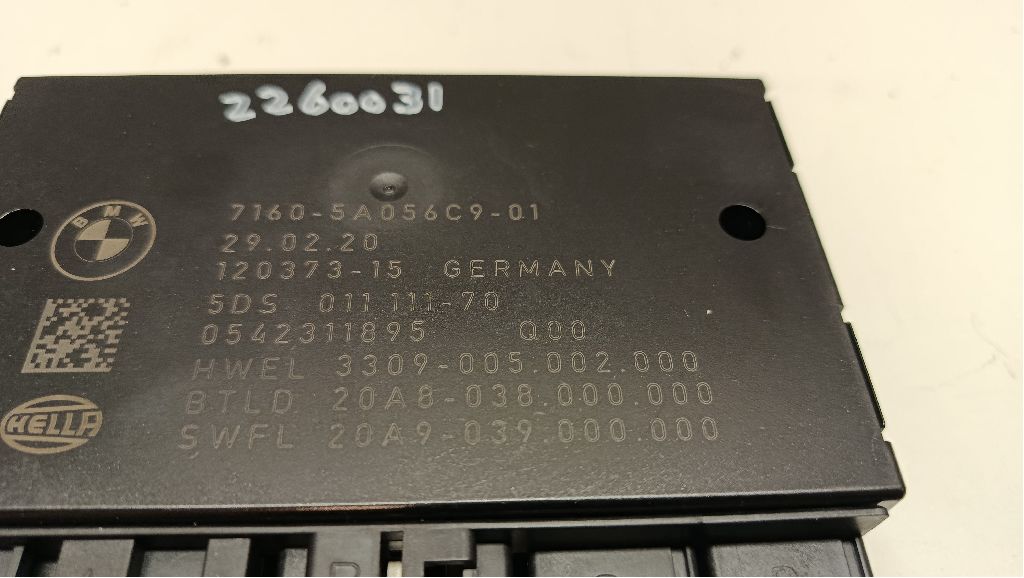 2260031
7160-5A056C9-01
BMW
29.02.20
120373-15 GERMANY
5DS 011 111-70
0542311895 Q00
HWEL 3309-005.002.000
BTLD 20A8-038.000.000
HELLA
SWFL 20A9-039.000.000